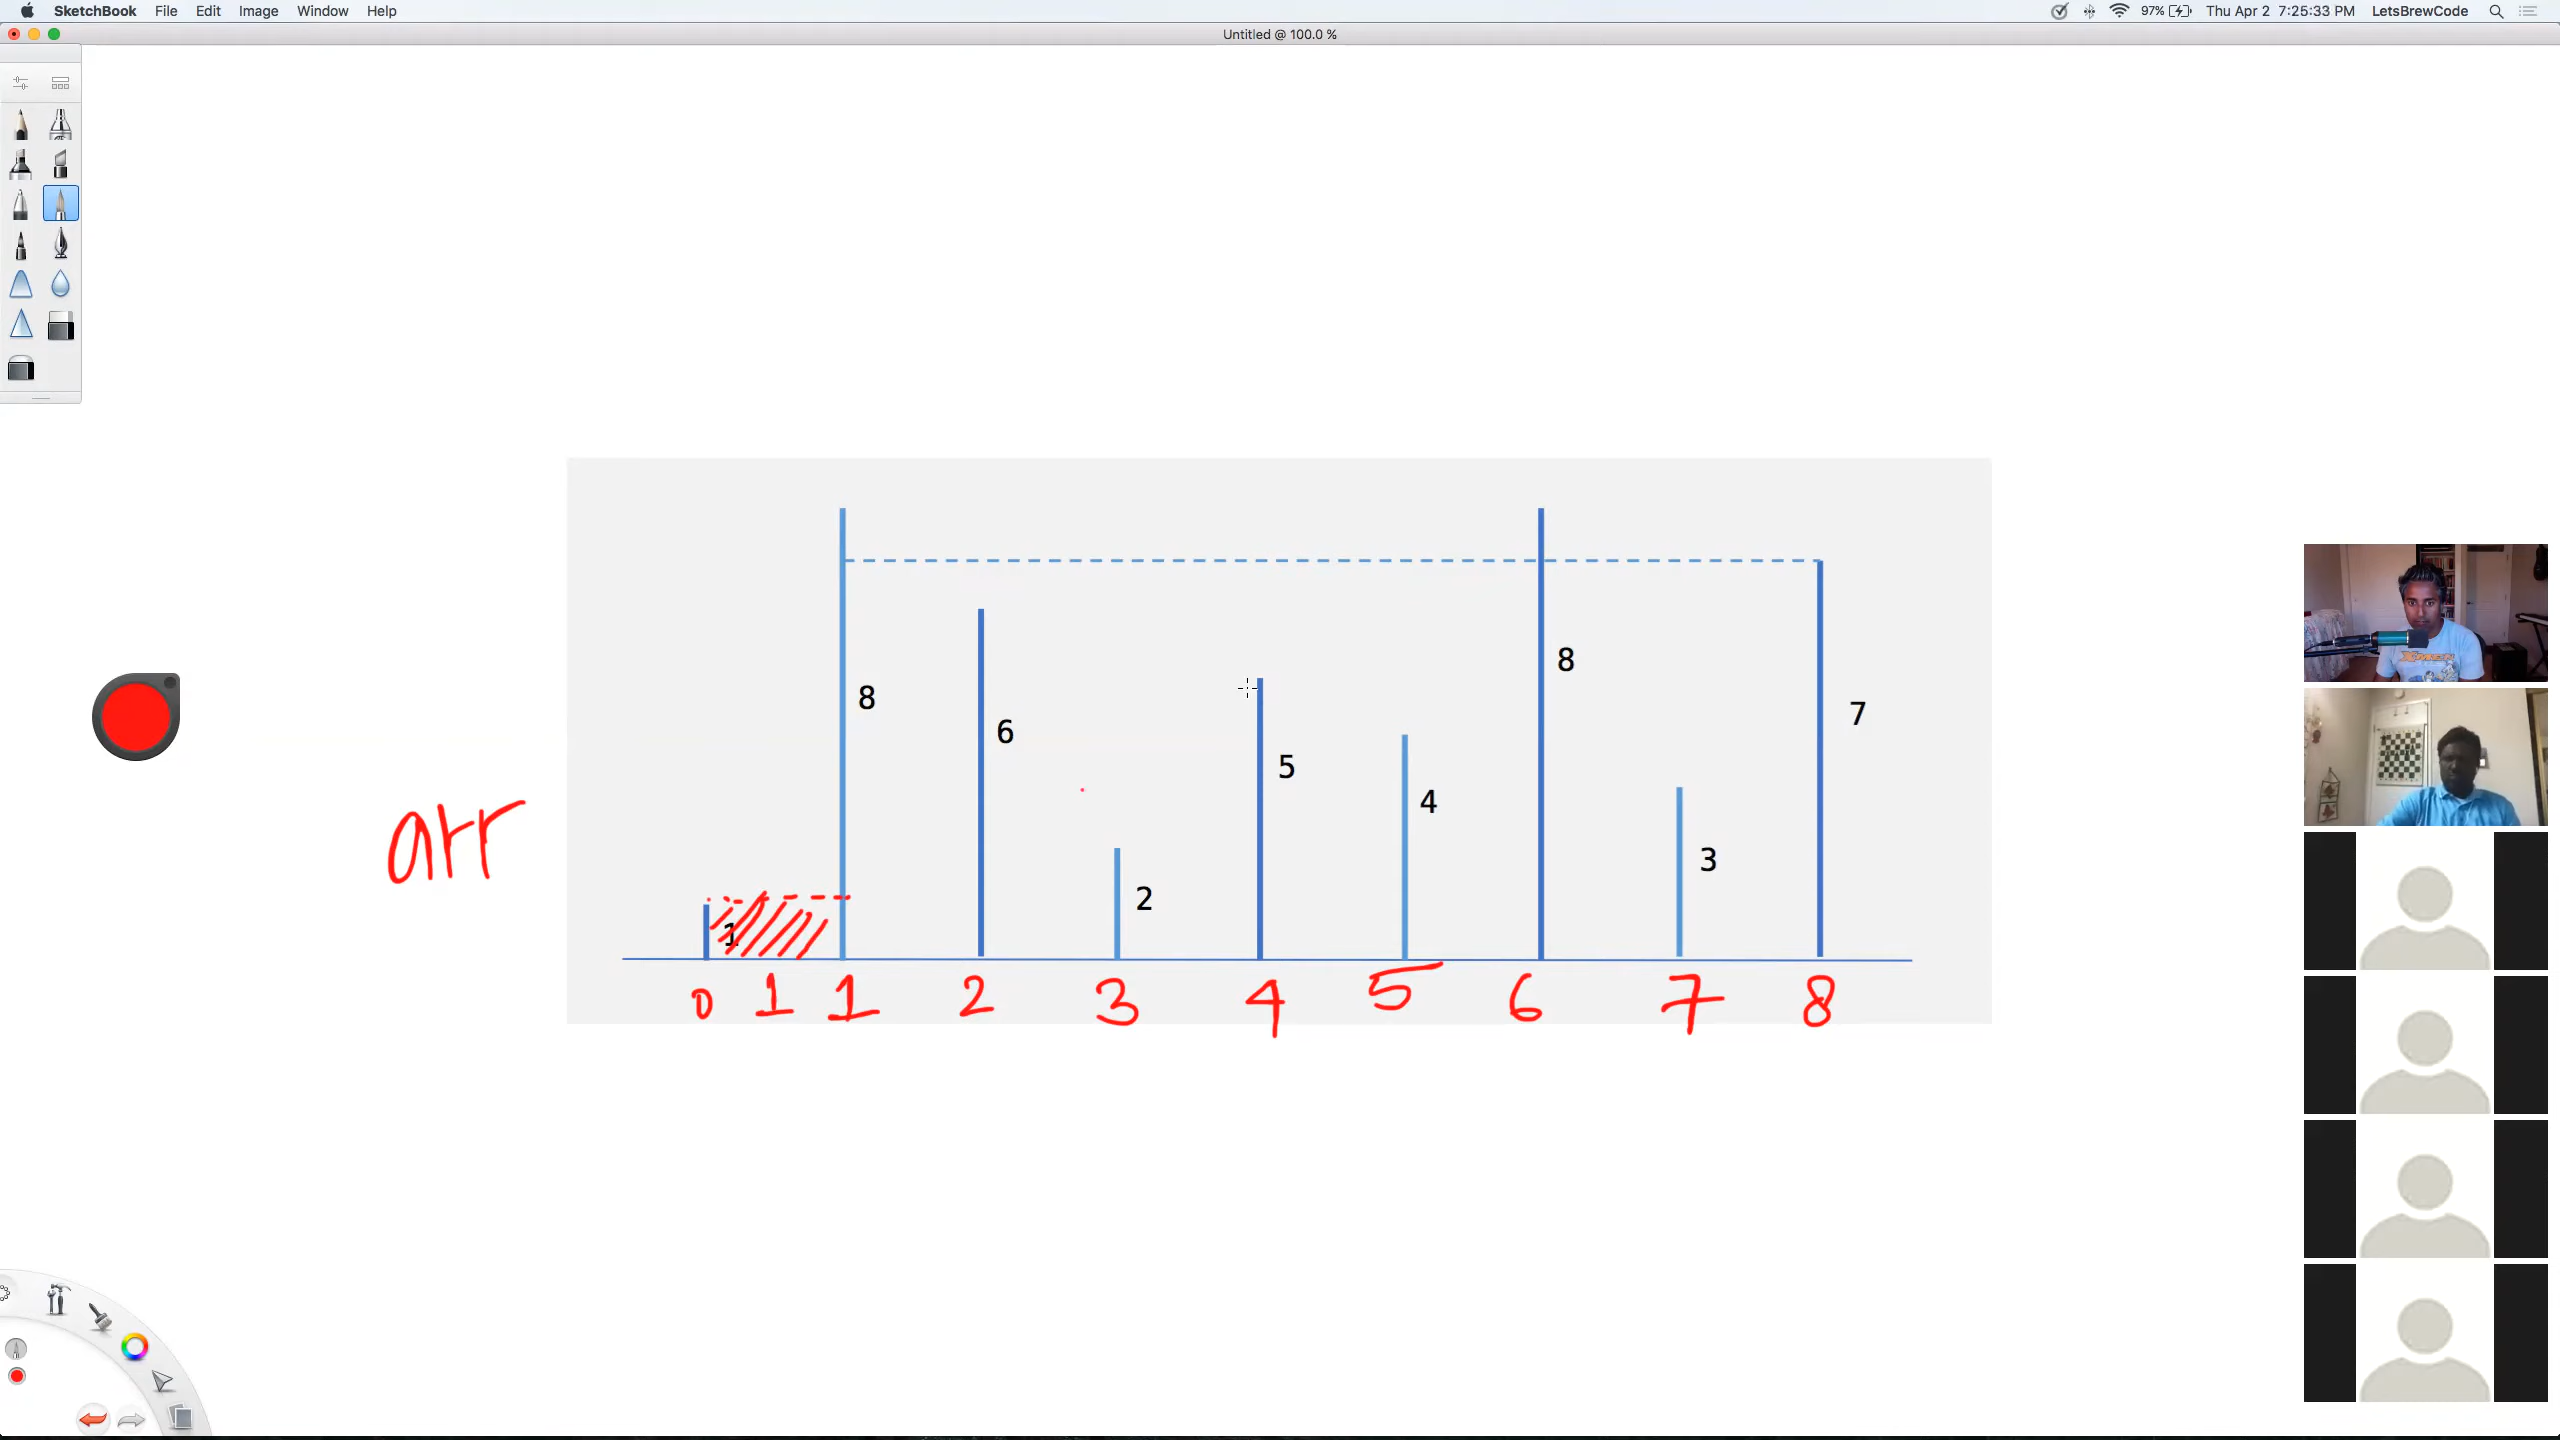 SketchBook File Edit Image Window Help 97% Thu Apr 2 7:25:33 PM LetsBrewCode
Untitled @ 100.0 %
8
8
6
7
5
4
arr
3
2
1
0 1 1 2 3 4 5 6 7 8